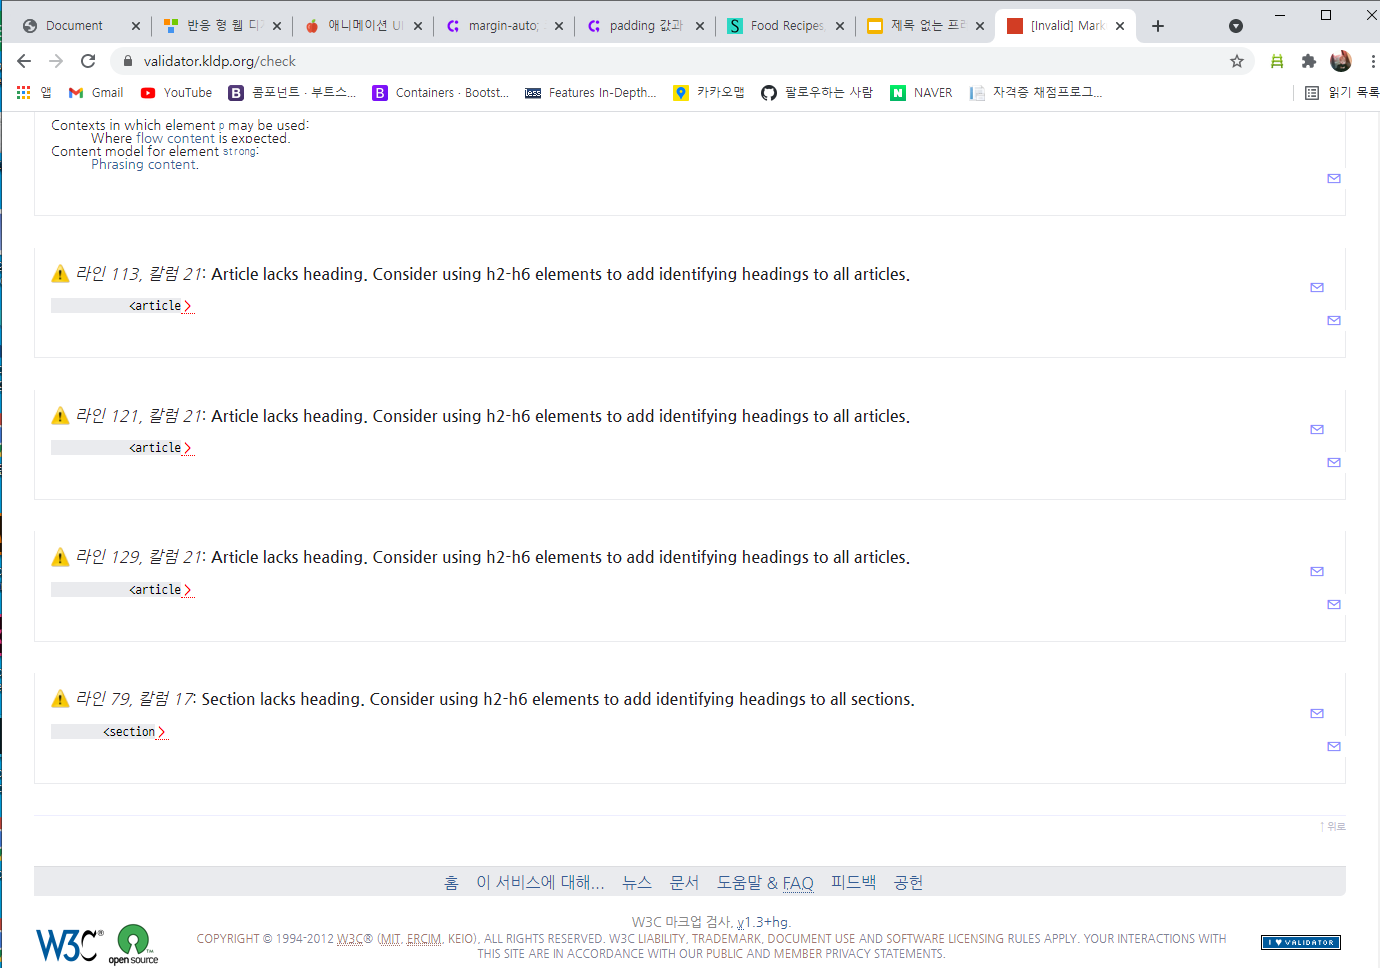 Document
반응 형 웹 디
애니메이션 UI
margin-auto;
padding 값과
Food Recipes
제목 없는 프
[Invalid] Mark
validator.kldp.org/check
앱
Gmail
YouTube
콤포넌트 · 부트스...
Containers · Bootst...
Features In-Depth...
카카오맵
팔로우하는 사람
NAVER
자격증 채점프로그...
읽기 목록
Contexts in which element p may be used:
Where flow content is expected.
Content model for element strong:
Phrasing content.
라인 113, 칼럼 21: Article lacks heading. Consider using h2-h6 elements to add identifying headings to all articles.
<article>
라인 121, 칼럼 21: Article lacks heading. Consider using h2-h6 elements to add identifying headings to all articles.
<article>
라인 129, 칼럼 21: Article lacks heading. Consider using h2-h6 elements to add identifying headings to all articles.
<article>
라인 79, 칼럼 17: Section lacks heading. Consider using h2-h6 elements to add identifying headings to all sections.
<section>
↑ 위로
홈 이 서비스에 대해... 뉴스 문서 도움말 & FAQ 피드백 공헌
W3C 마크업 검사, v1.3+hg.
W3C®
open source
COPYRIGHT © 1994-2012 W3C® (MIT, ERCIM, KEIO), ALL RIGHTS RESERVED. W3C LIABILITY, TRADEMARK, DOCUMENT USE AND SOFTWARE LICENSING RULES APPLY. YOUR INTERACTIONS WITH
THIS SITE ARE IN ACCORDANCE WITH OUR PUBLIC AND MEMBER PRIVACY STATEMENTS.
I ♥ VALIDATOR